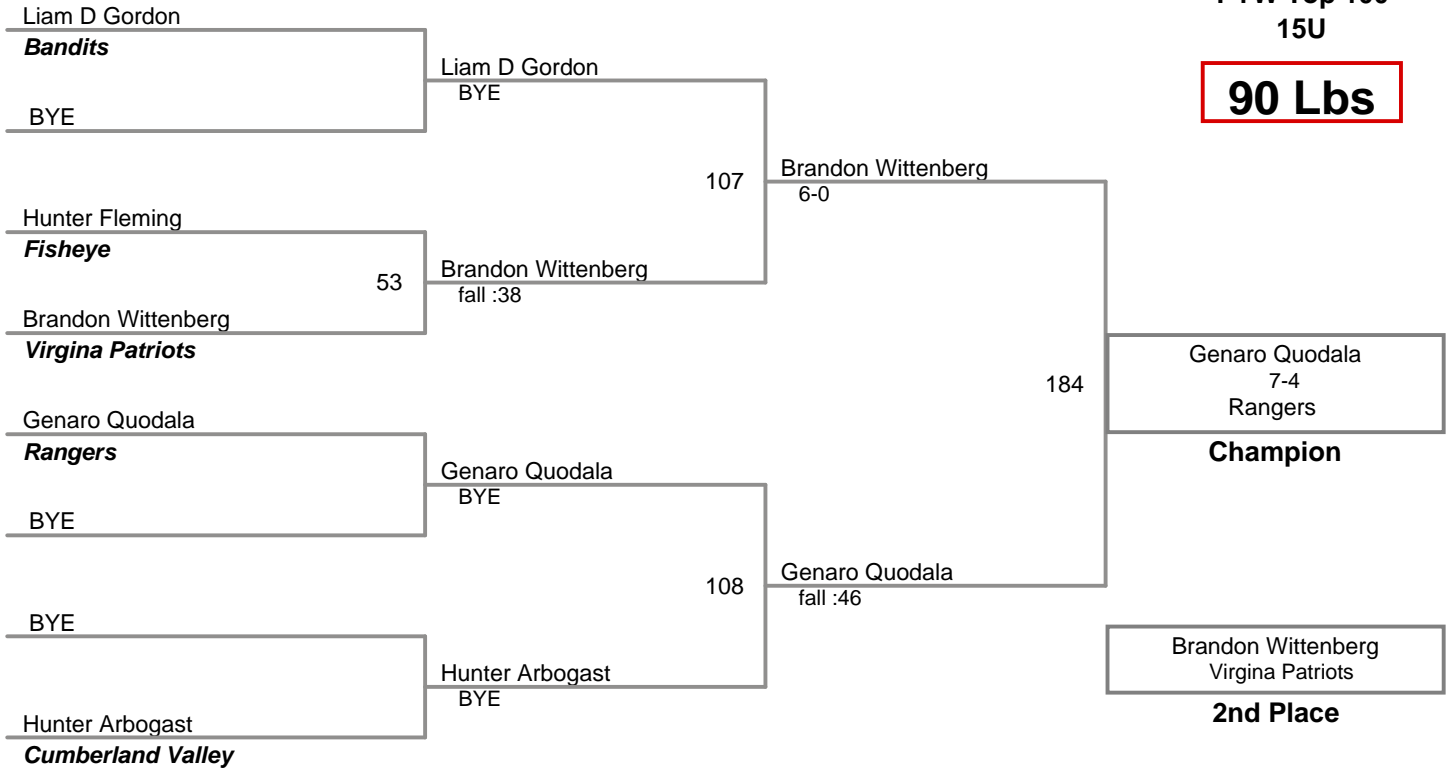 15U
90 Lbs
Liam D Gordon
Bandits
BYE
Hunter Fleming
Fisheye
53
Brandon Wittenberg
Virgina Patriots
Genaro Quodala
Rangers
BYE
BYE
Hunter Arbogast
Cumberland Valley
Liam D Gordon
BYE
107
Brandon Wittenberg
fall :38
Genaro Quodala
BYE
108
Hunter Arbogast
BYE
Brandon Wittenberg
6-0
184
Genaro Quodala
fall :46
Genaro Quodala
7-4
Rangers
Champion
Brandon Wittenberg
Virgina Patriots
2nd Place